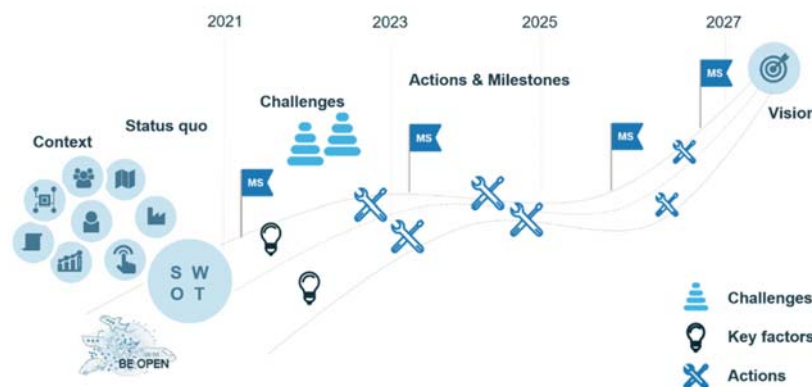 2021
2023
2025
2027
Actions & Milestones
Challenges
Status quo
Context
Vision
MS
MS
MS
MS
S W
O T
BE OPEN
Challenges
Key factors
Actions